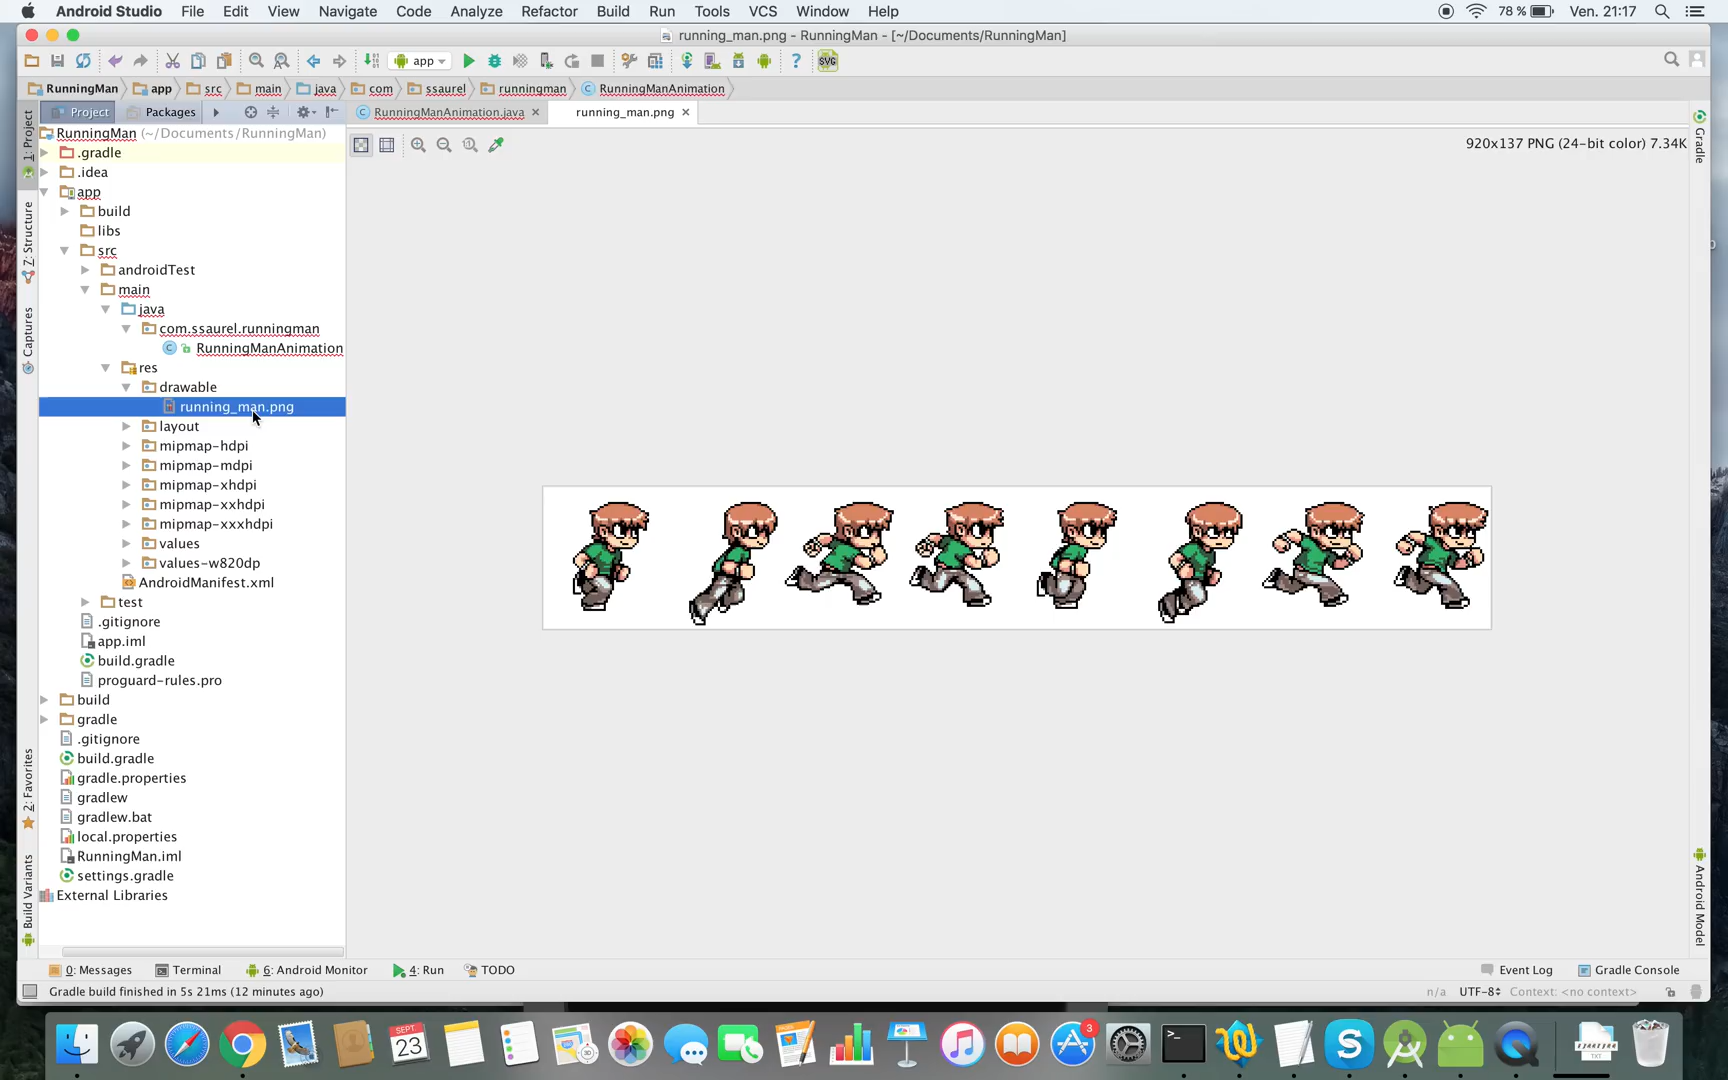 Android Studio File Edit View Navigate Code Analyze Refactor Build Run Tools VCS Window Help 78 % Ven. 21:17
running_man.png - RunningMan - [~/Documents/RunningMan]
app ? SVG
RunningMan app src main java com ssaurel runningman RunningManAnimation
Project Packages RunningManAnimation.java running_man.png
920x137 PNG (24-bit color) 7.34K
1: Project
7: Structure
Captures
2: Favorites
Build Variants
RunningMan (~/Documents/RunningMan)
.gradle
.idea
app
build
libs
src
androidTest
main
java
com.ssaurel.runningman
RunningManAnimation
res
drawable
running_man.png
layout
mipmap-hdpi
mipmap-mdpi
mipmap-xhdpi
mipmap-xxhdpi
mipmap-xxxhdpi
values
values-w820dp
AndroidManifest.xml
test
.gitignore
app.iml
build.gradle
proguard-rules.pro
build
gradle
.gitignore
build.gradle
gradle.properties
gradlew
gradlew.bat
local.properties
RunningMan.iml
settings.gradle
External Libraries
Gradle
Android Model
0: Messages Terminal 6: Android Monitor 4: Run TODO Event Log Gradle Console
Gradle build finished in 5s 21ms (12 minutes ago) n/a UTF-8 Context: <no context>
SEPT.
23
3
TXT